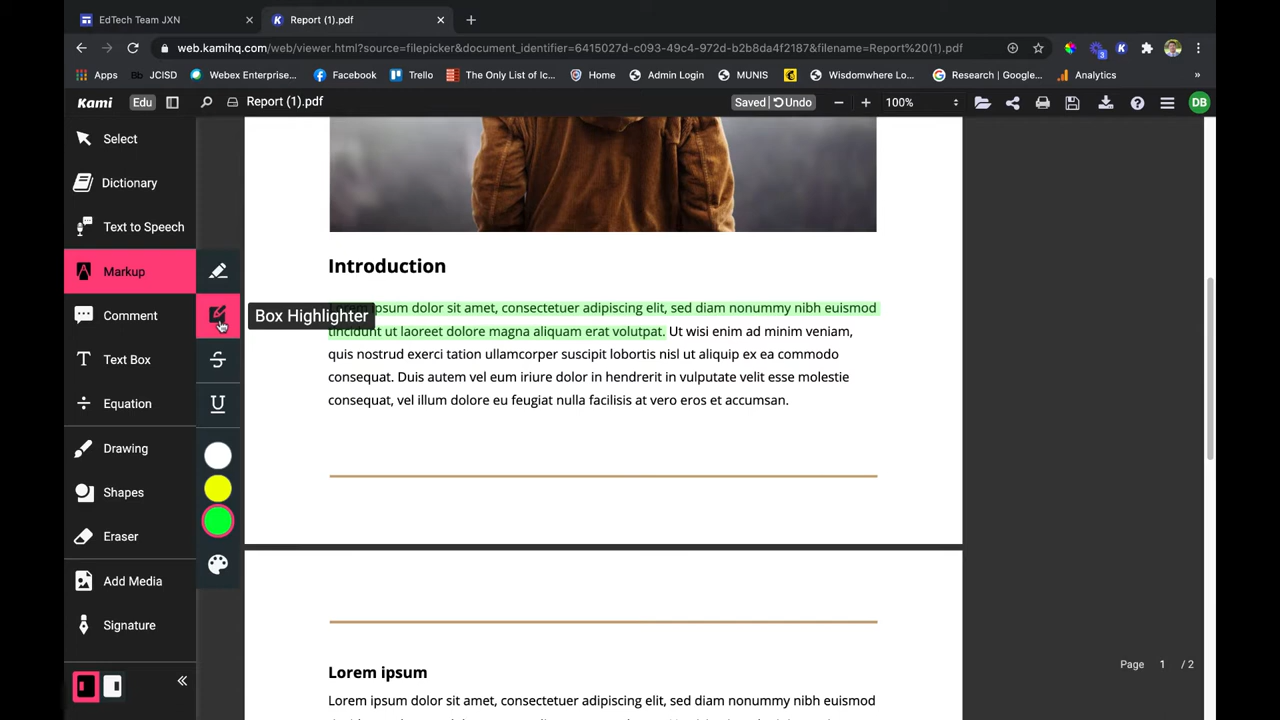 EdTech Team JXN
Report (1).pdf
web.kamihq.com/web/viewer.html?source=filepicker&document_identifier=6415027d-c093-49c4-972d-b2b8da4f2187&filename=Report%20(1).pdf
3
Apps
Bb JCISD
Webex Enterprise...
Facebook
Trello
The Only List of Ic...
Home
Admin Login
MUNIS
Wisdomwhere Lo...
Research | Google...
Analytics
»
Kami
Edu
Report (1).pdf
Saved
Undo
100%
DB
Select
Dictionary
Text to Speech
Markup
Comment
Text Box
Equation
Drawing
Shapes
Eraser
Add Media
Signature
Box Highlighter
Introduction
ipsum dolor sit amet, consectetuer adipiscing elit, sed diam nonummy nibh euismod
tincidunt ut laoreet dolore magna aliquam erat volutpat. Ut wisi enim ad minim veniam,
quis nostrud exerci tation ullamcorper suscipit lobortis nisl ut aliquip ex ea commodo
consequat. Duis autem vel eum iriure dolor in hendrerit in vulputate velit esse molestie
consequat, vel illum dolore eu feugiat nulla facilisis at vero eros et accumsan.
Lorem ipsum
Lorem ipsum dolor sit amet, consectetuer adipiscing elit, sed diam nonummy nibh euismod
Page 1 / 2